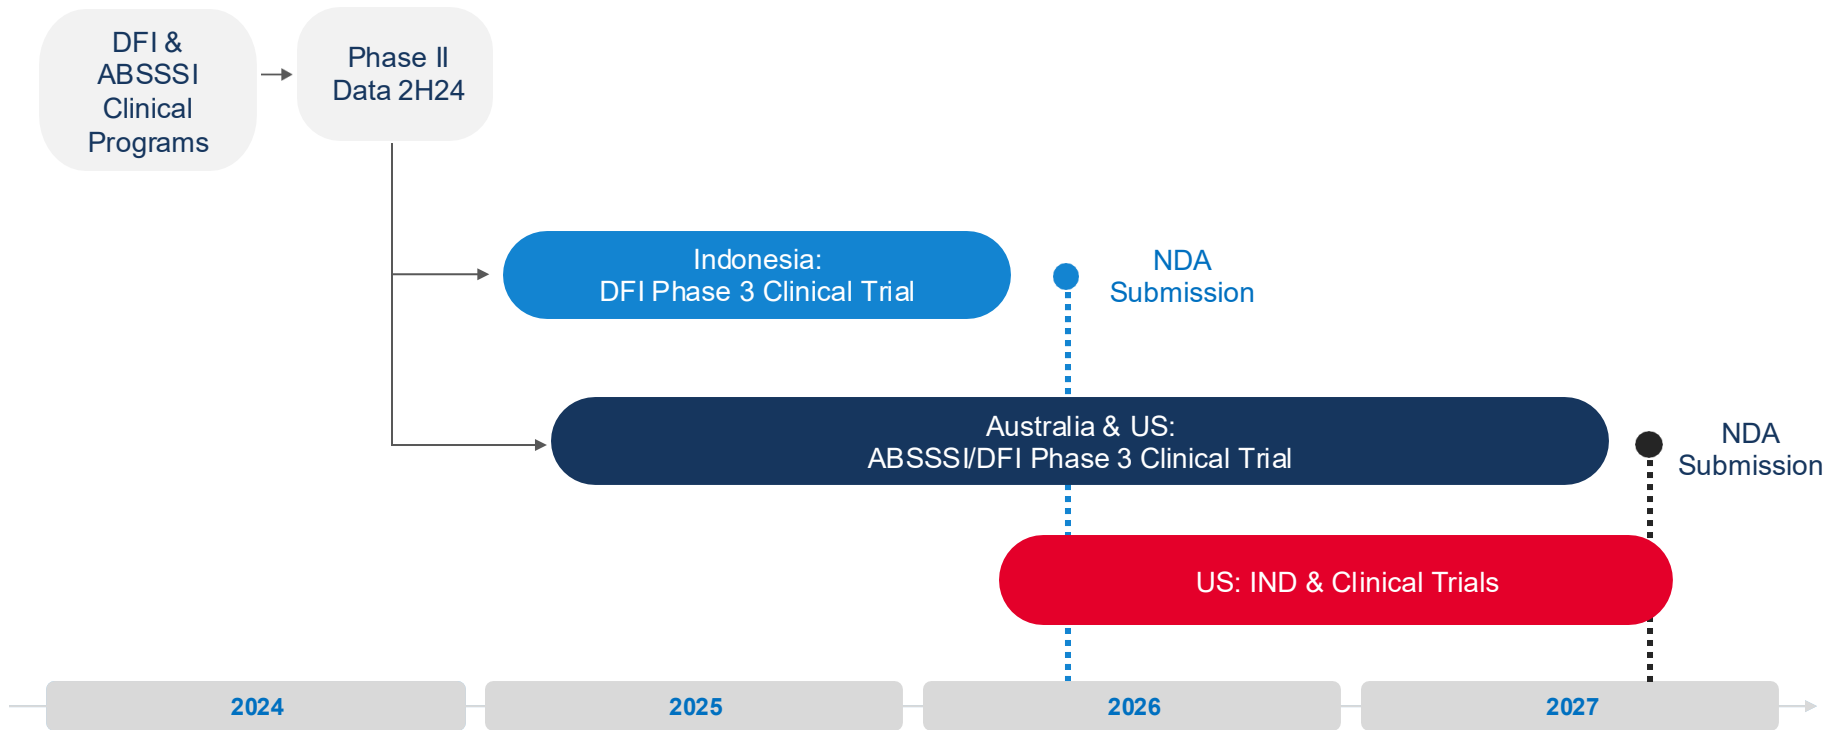 DFI &
ABSSSI
Clinical
Programs
Phase II
Data 2H24
Indonesia:
DFI Phase 3 Clinical Trial
NDA
Submission
Australia & US:
ABSSSI/DFI Phase 3 Clinical Trial
NDA
Submission
US: IND & Clinical Trials
2024
2025
2026
2027